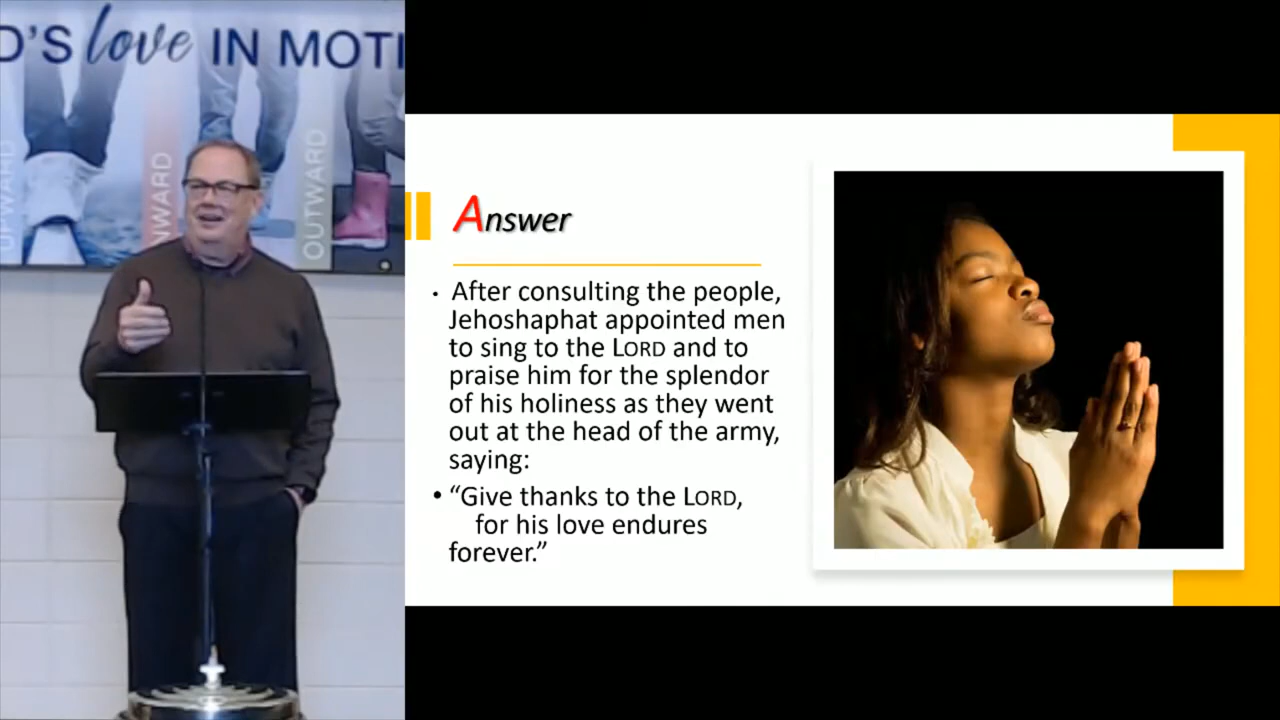 D'S love IN MOTI
UPWARD
NWARD
OUTWARD
Answer
• After consulting the people,
Jehoshaphat appointed men
to sing to the LORD and to
praise him for the splendor
of his holiness as they went
out at the head of the army,
saying:
• “Give thanks to the LORD,
for his love endures
forever.”